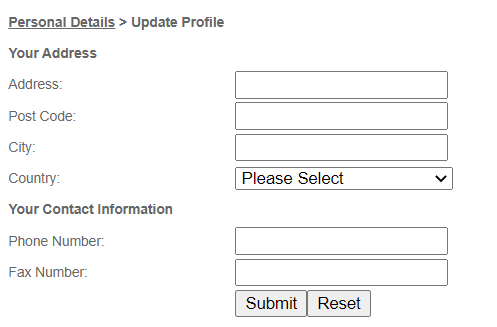 Personal Details > Update Profile
Your Address
Address:
Post Code:
City:
Country: Please Select
Your Contact Information
Phone Number:
Fax Number:
Submit Reset